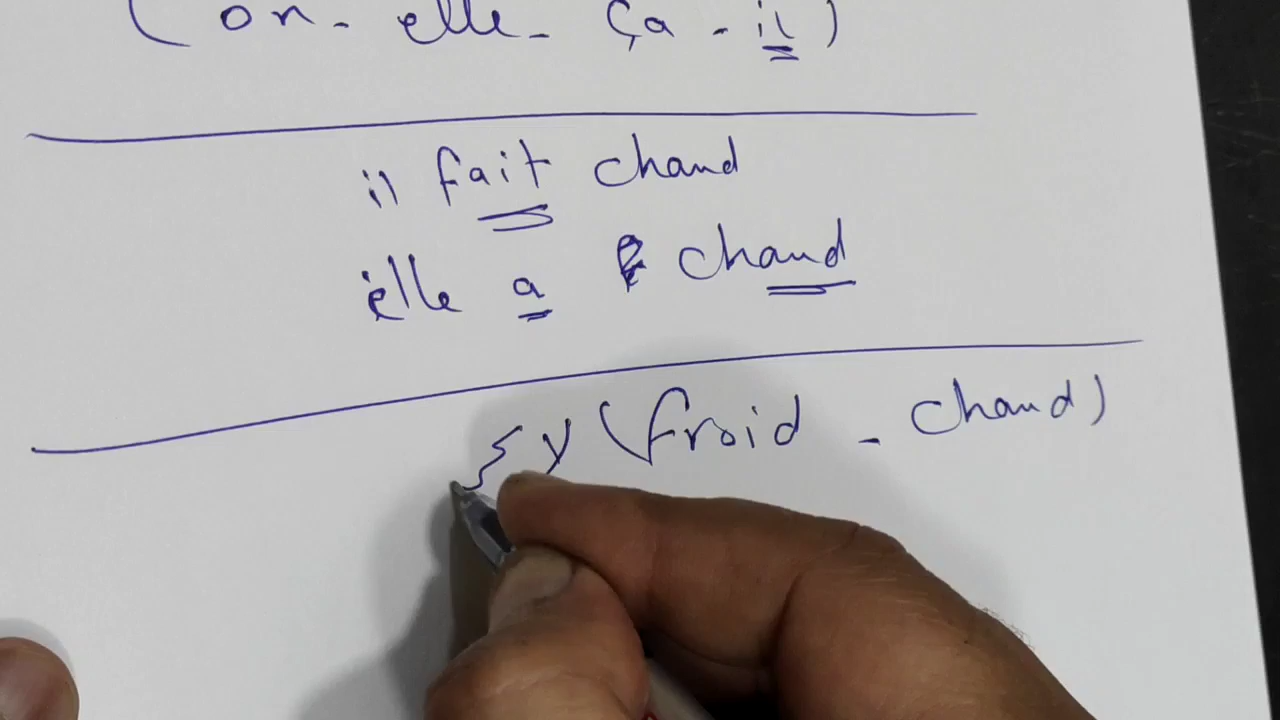 ( on - elle - ça - il )
il fait chaud
elle a chaud
y ( froid - chaud )